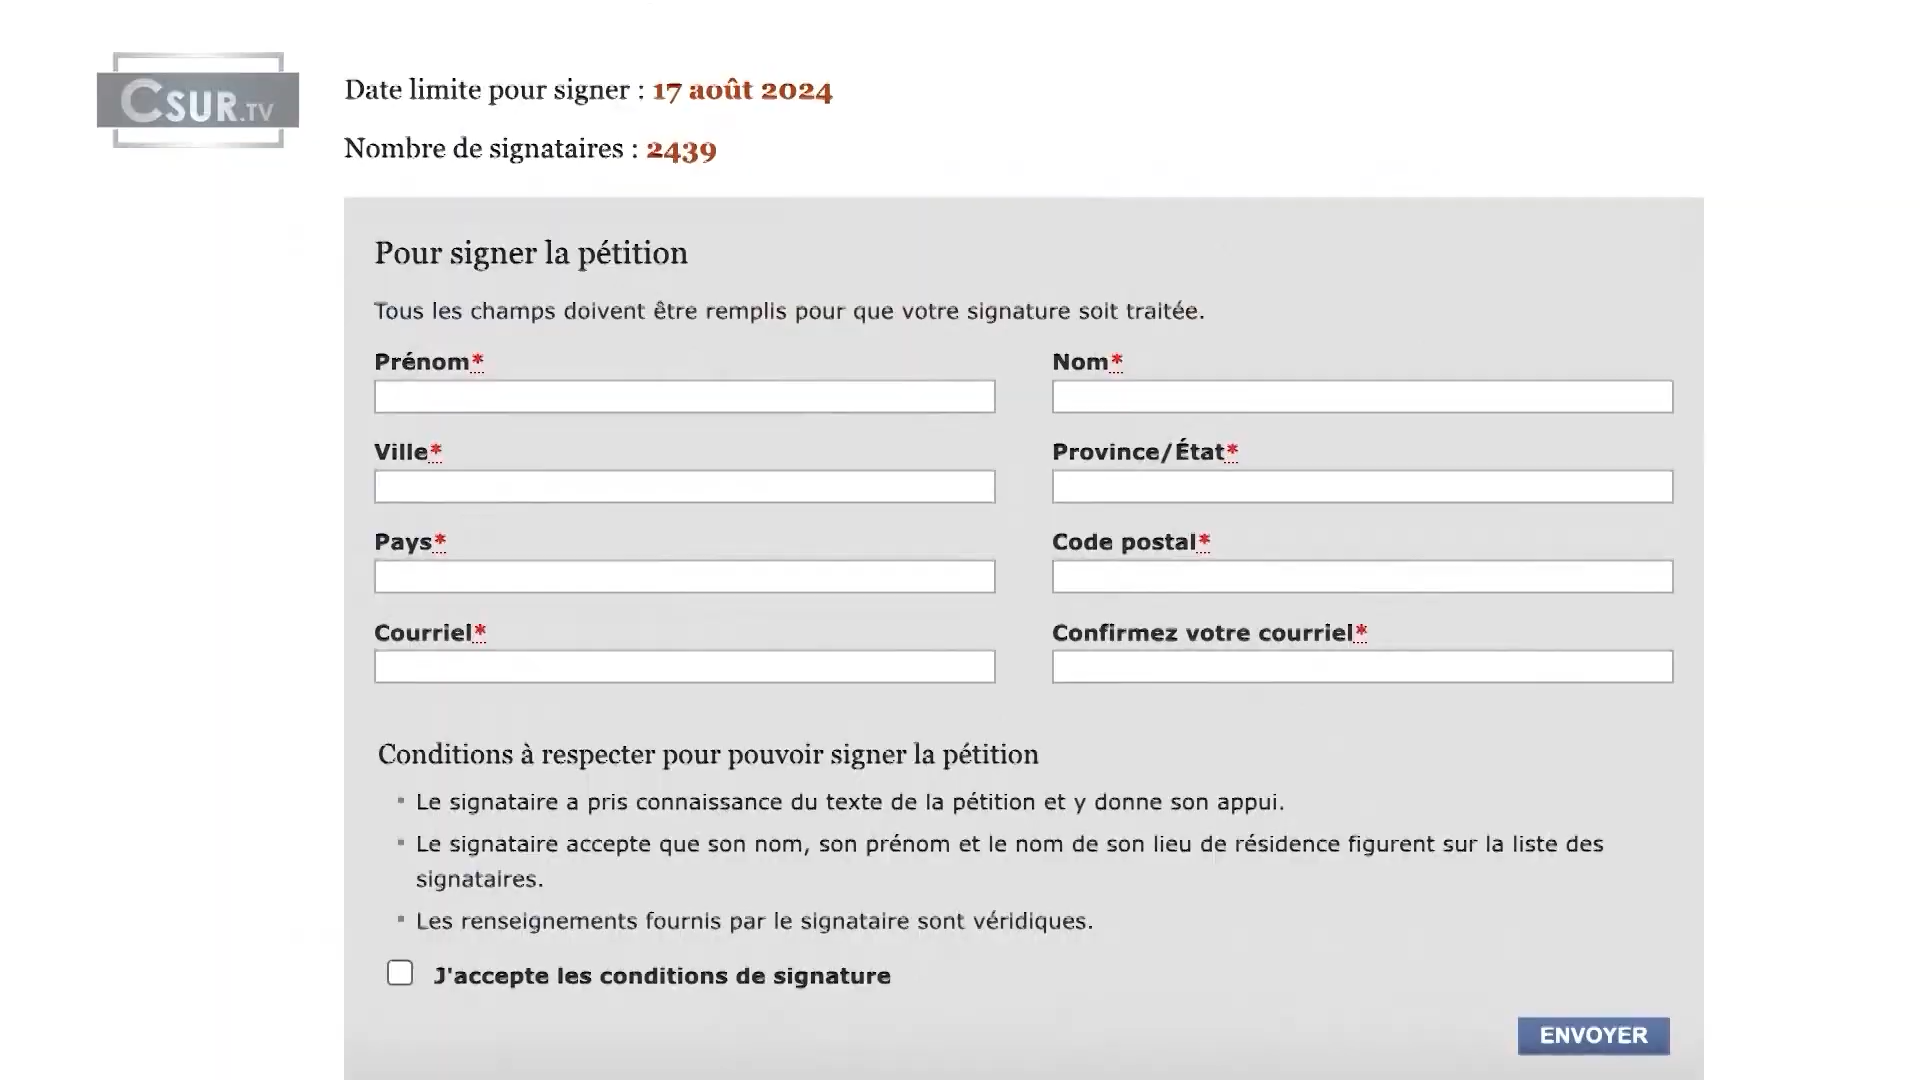 CSUR.TV
Date limite pour signer : 17 août 2024
Nombre de signataires : 2439
Pour signer la pétition
Tous les champs doivent être remplis pour que votre signature soit traitée.
Prénom*
Nom*
Ville*
Province/État*
Pays*
Code postal*
Courriel*
Confirmez votre courriel*
Conditions à respecter pour pouvoir signer la pétition
Le signataire a pris connaissance du texte de la pétition et y donne son appui.
Le signataire accepte que son nom, son prénom et le nom de son lieu de résidence figurent sur la liste des
signataires.
Les renseignements fournis par le signataire sont véridiques.
J'accepte les conditions de signature
ENVOYER